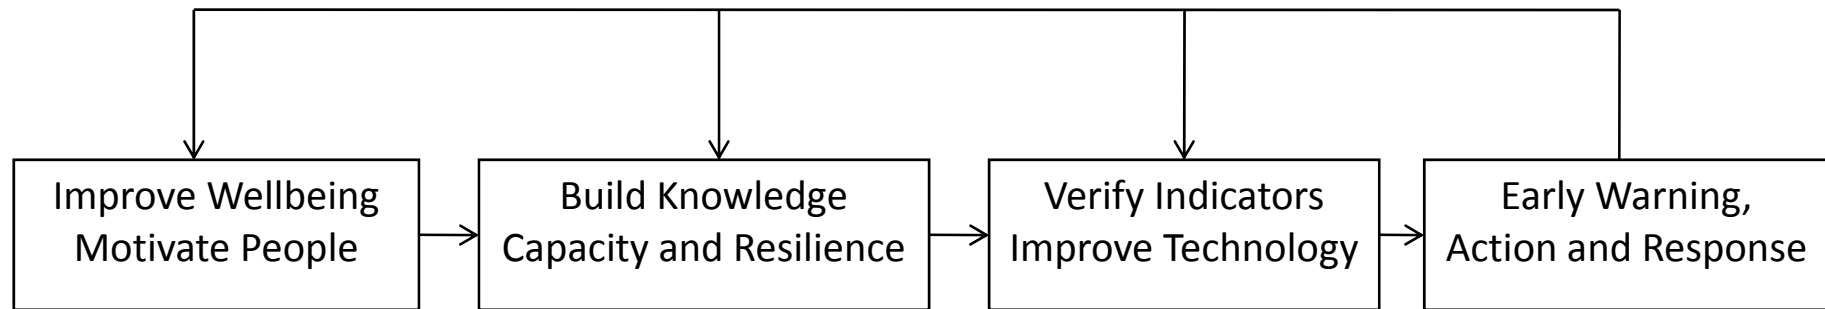 Improve Wellbeing
Motivate People
Build Knowledge
Capacity and Resilience
Verify Indicators
Improve Technology
Early Warning,
Action and Response